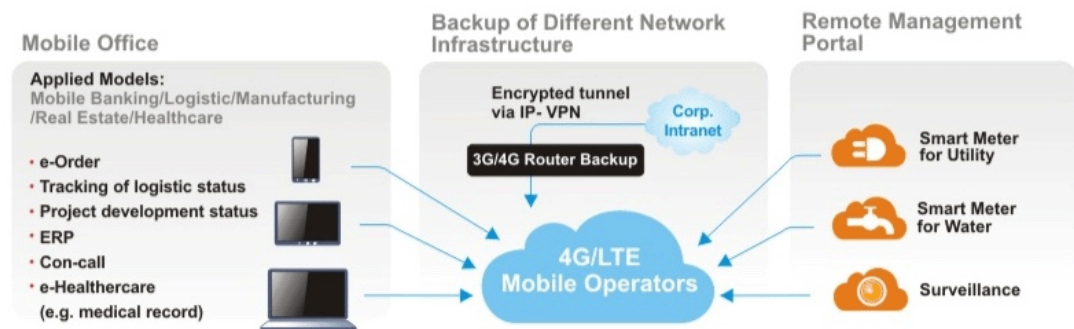 Mobile Office
Applied Models:
Mobile Banking/Logistic/Manufacturing
/Real Estate/Healthcare
• e-Order
• Tracking of logistic status
• Project development status
• ERP
• Con-call
• e-Healthercare
(e.g. medical record)
Backup of Different Network
Infrastructure
Encrypted tunnel
via IP- VPN
Corp.
Intranet
3G/4G Router Backup
4G/LTE
Mobile Operators
Remote Management
Portal
Smart Meter
for Utility
Smart Meter
for Water
Surveillance